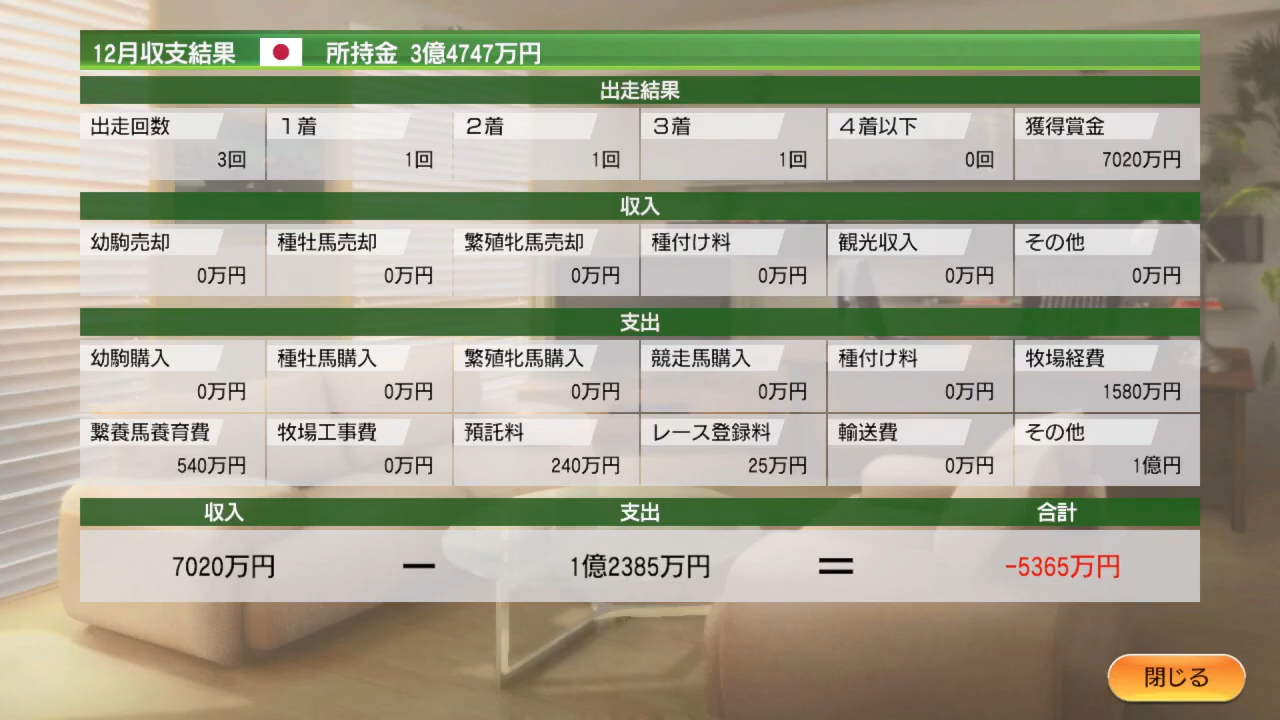 12月収支結果 所持金 3億4747万円
出走結果
出走回数 1着 2着 3着 4着以下 獲得賞金
3回 1回 1回 1回 0回 7020万円
収入
幼駒売却 種牡馬売却 繁殖牝馬売却 種付け料 観光収入 その他
0万円 0万円 0万円 0万円 0万円 0万円
支出
幼駒購入 種牡馬購入 繁殖牝馬購入 競走馬購入 種付け料 牧場経費
0万円 0万円 0万円 0万円 0万円 1580万円
繋養馬養育費 牧場工事費 預託料 レース登録料 輸送費 その他
540万円 0万円 240万円 25万円 0万円 1億円
収入 支出 合計
7020万円 － 1億2385万円 ＝ -5365万円
閉じる